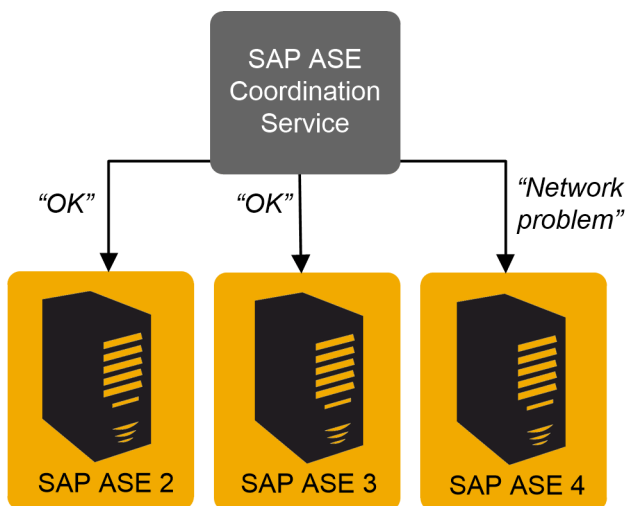 SAP ASE
Coordination
Service
“OK”
“OK”
“Network
problem”
SAP ASE 2
SAP ASE 3
SAP ASE 4